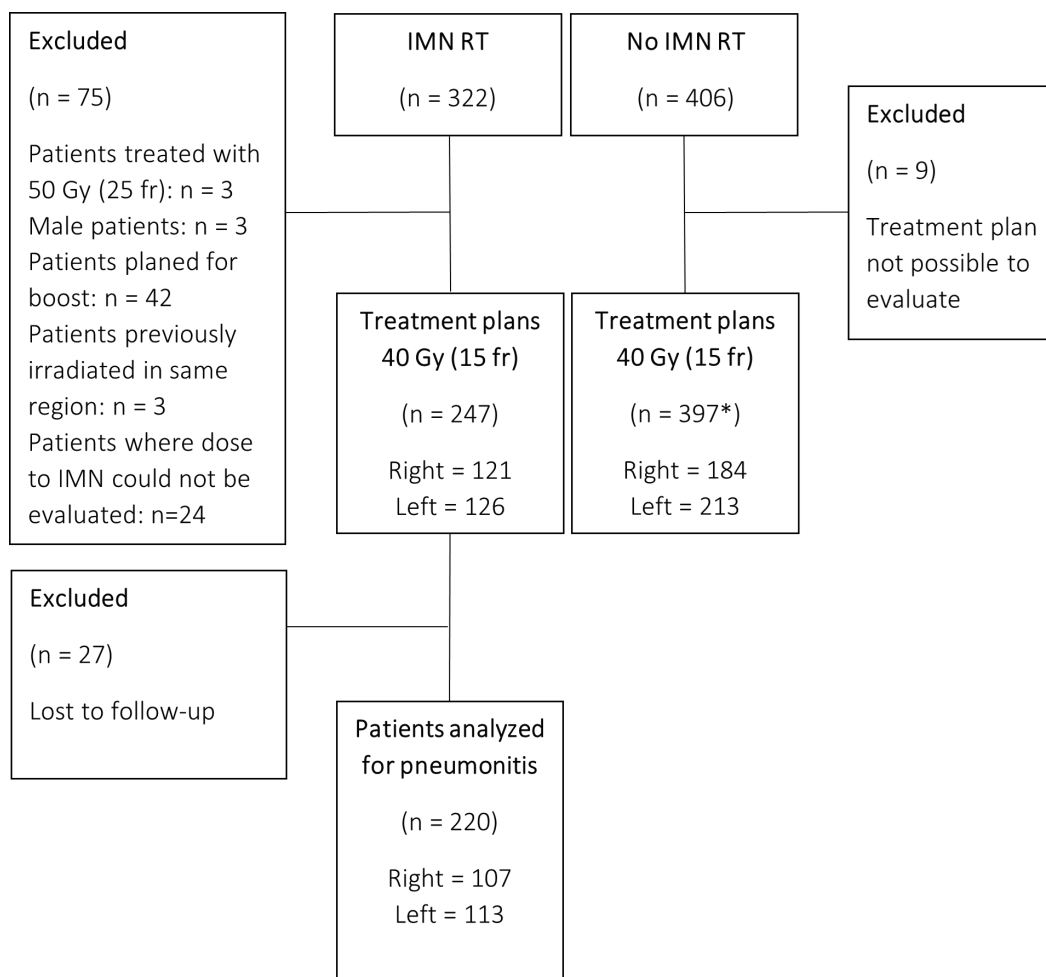 Excluded
(n = 75)
Patients treated with
50 Gy (25 fr): n = 3
Male patients: n = 3
Patients planed for
boost: n = 42
Patients previously
irradiated in same
region: n = 3
Patients where dose
to IMN could not be
evaluated: n=24
IMN RT
(n = 322)
No IMN RT
(n = 406)
Excluded
(n = 9)
Treatment plan
not possible to
evaluate
Treatment plans
40 Gy (15 fr)
(n = 247)
Right = 121
Left = 126
Treatment plans
40 Gy (15 fr)
(n = 397*)
Right = 184
Left = 213
Excluded
(n = 27)
Lost to follow-up
Patients analyzed
for pneumonitis
(n = 220)
Right = 107
Left = 113